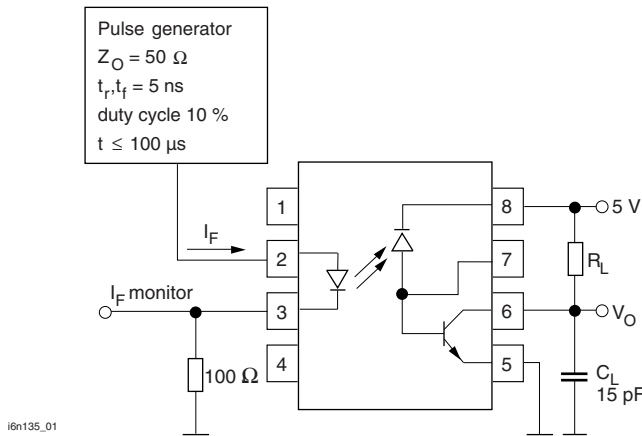 Pulse generator
Z_O = 50 Ω
t_r,t_f = 5 ns
duty cycle 10 %
t ≤ 100 μs
1
8
5 V
I_F
2
7
R_L
I_F monitor
3
6
V_O
4
5
100 Ω
C_L
15 pF
i6n135_01